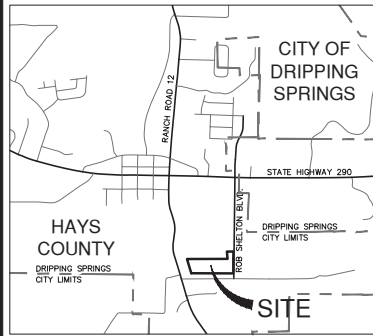 CITY OF
DRIPPING
SPRINGS
RANCH ROAD 12
STATE HIGHWAY 290
ROB SHELTON BLVD.
HAYS
COUNTY
DRIPPING SPRINGS
CITY LIMITS
DRIPPING SPRINGS
CITY LIMITS
SITE